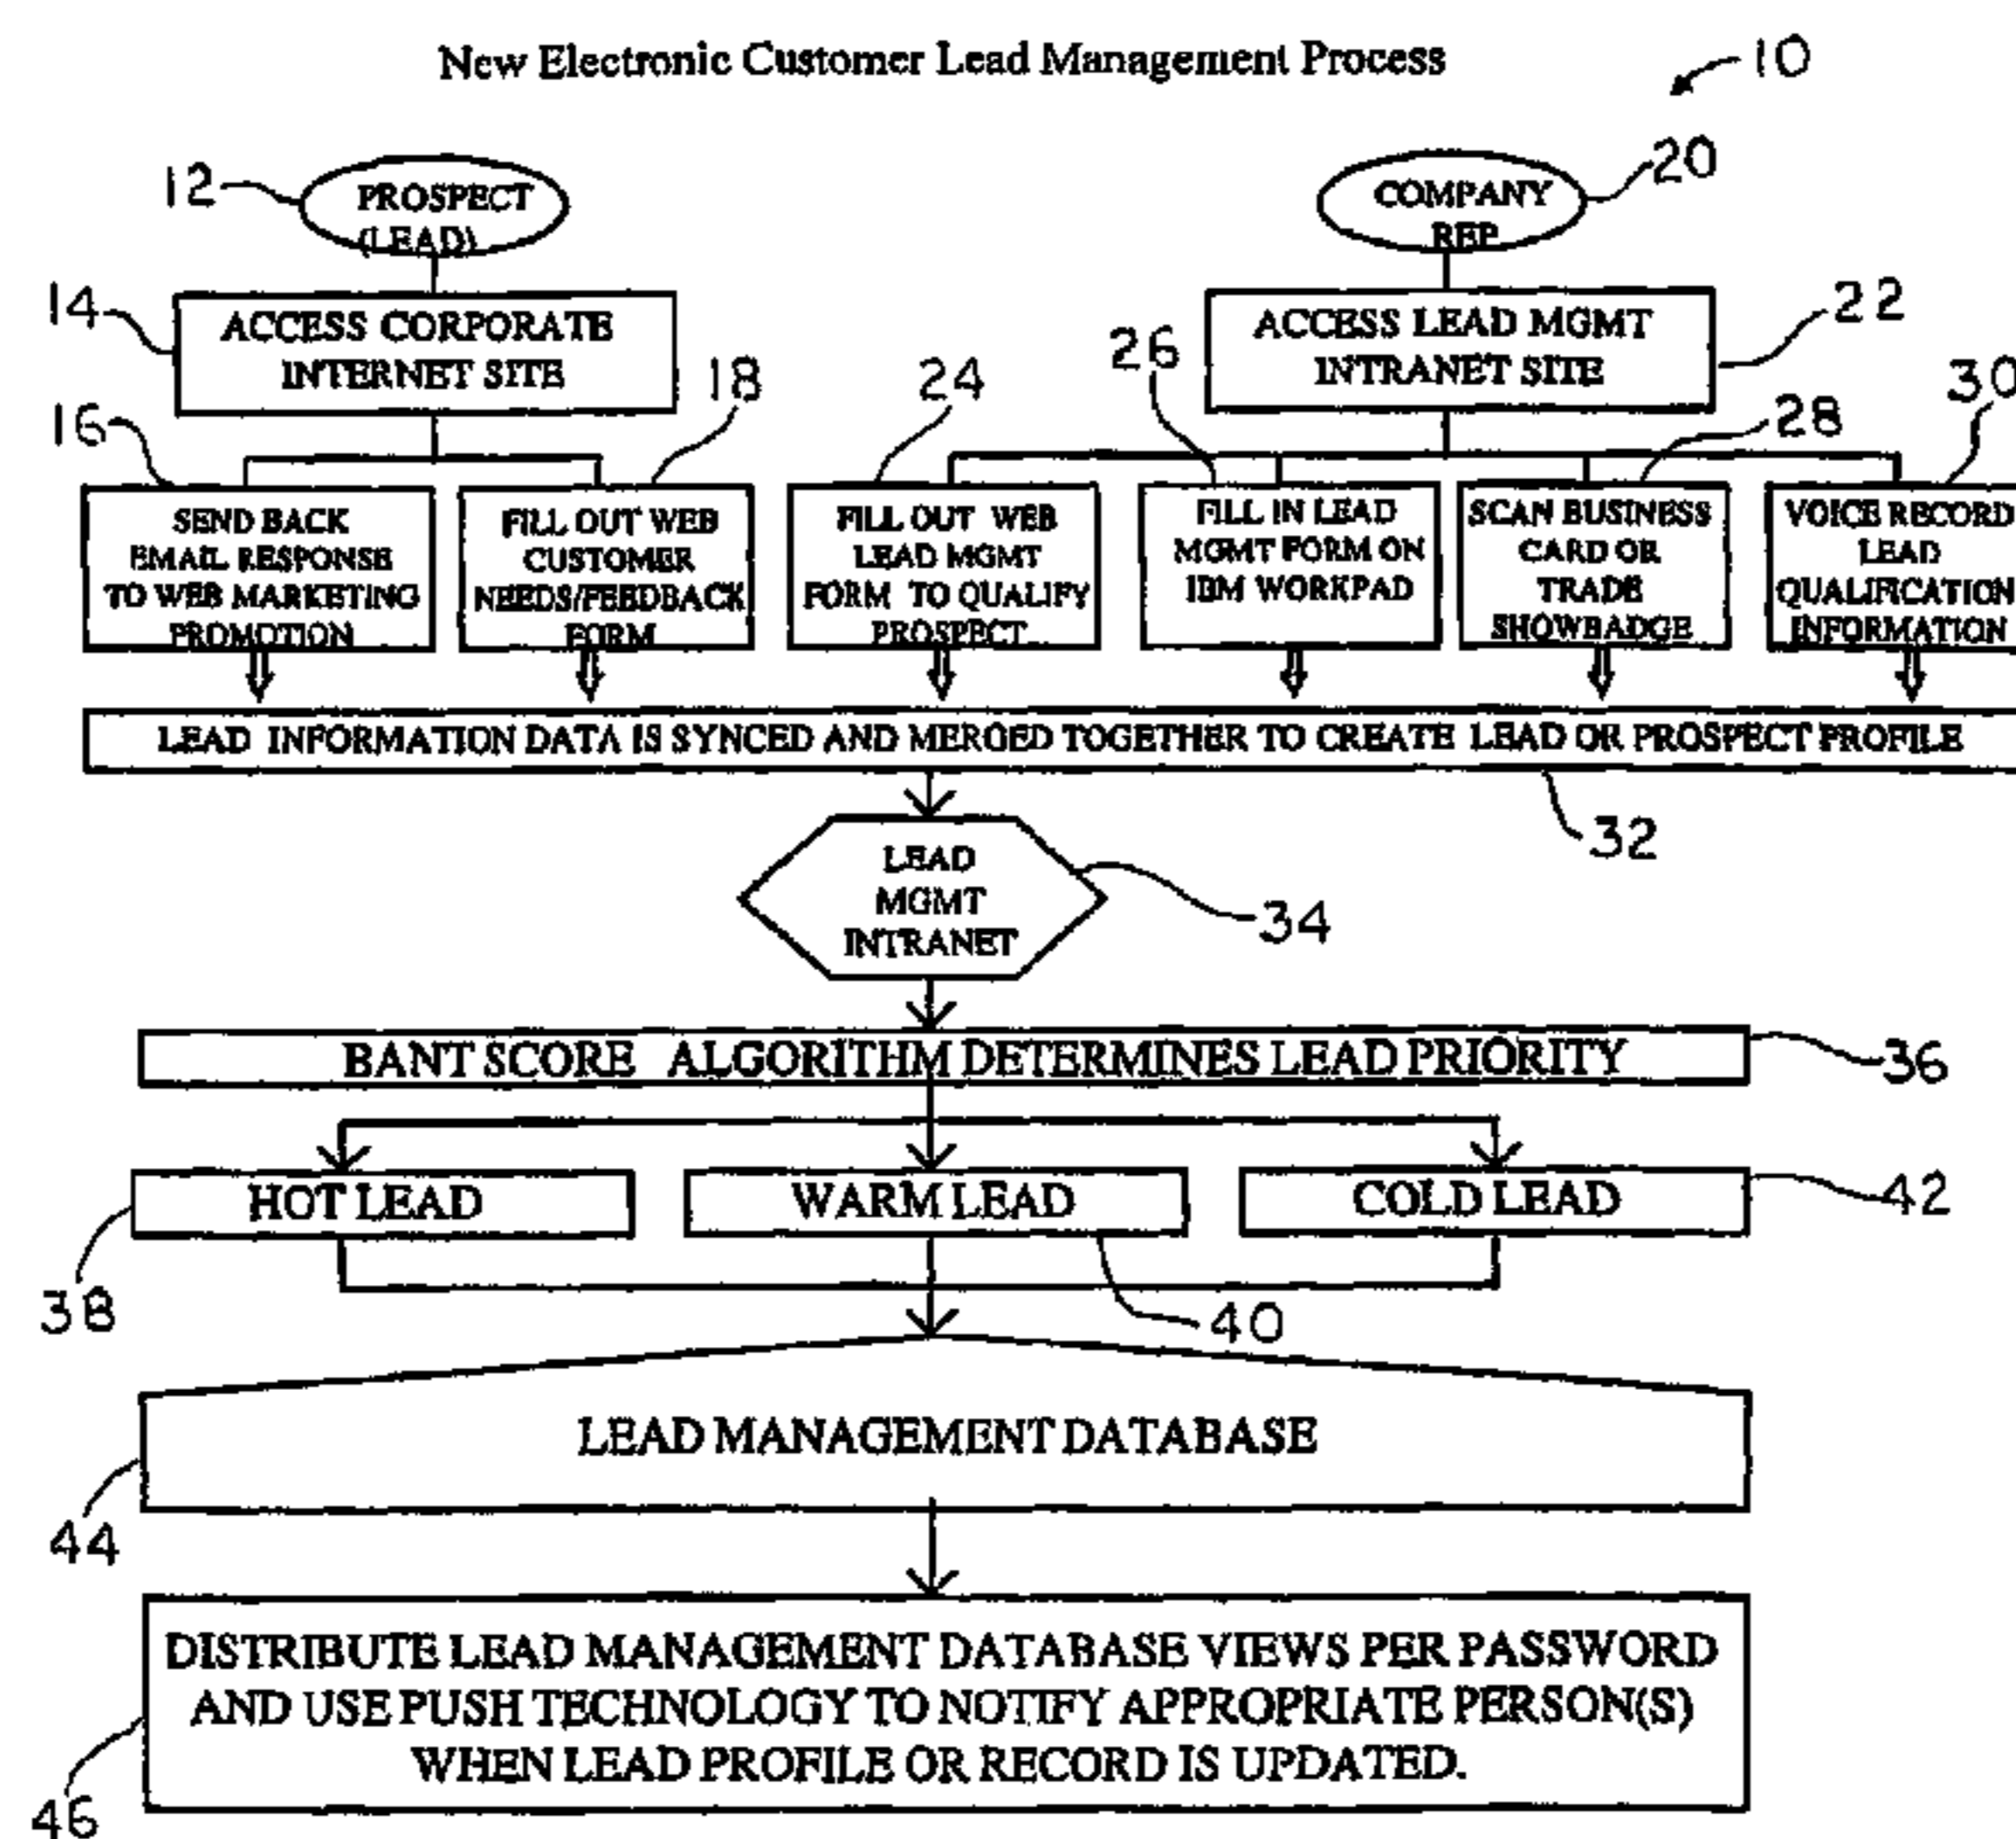 New Electronic Customer Lead Management Process
10
12
PROSPECT
(LEAD)
COMPANY
REP
20
14
ACCESS CORPORATE
INTERNET SITE
ACCESS LEAD MGMT
INTRANET SITE
22
16
18
24
26
28
30
SEND BACK
EMAIL RESPONSE
TO WEB MARKETING
PROMOTION
FILL OUT WEB
CUSTOMER
NEEDS/FEEDBACK
FORM
FILL OUT WEB
LEAD MGMT
FORM TO QUALIFY
PROSPECT
FILL IN LEAD
MGMT FORM ON
IBM WORKPAD
SCAN BUSINESS
CARD OR
TRADE
SHOWBADGE
VOICE RECORD
LEAD
QUALIFICATION
INFORMATION
LEAD INFORMATION DATA IS SYNCED AND MERGED TOGETHER TO CREATE LEAD OR PROSPECT PROFILE
32
LEAD
MGMT
INTRANET
34
BANT SCORE ALGORITHM DETERMINES LEAD PRIORITY
36
HOT LEAD
WARM LEAD
COLD LEAD
42
38
40
LEAD MANAGEMENT DATABASE
44
DISTRIBUTE LEAD MANAGEMENT DATABASE VIEWS PER PASSWORD
AND USE PUSH TECHNOLOGY TO NOTIFY APPROPRIATE PERSON(S)
WHEN LEAD PROFILE OR RECORD IS UPDATED.
46